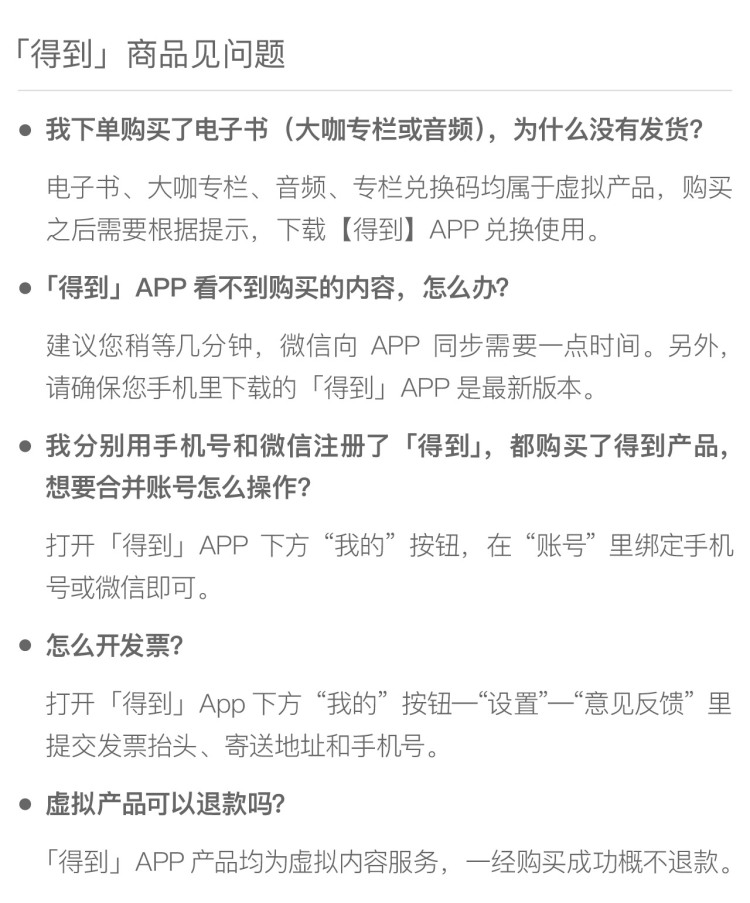 「得到」商品见问题
● 我下单购买了电子书（大咖专栏或音频），为什么没有发货？
电子书、大咖专栏、音频、专栏兑换码均属于虚拟产品，购买
之后需要根据提示，下载【得到】APP 兑换使用。
● 「得到」APP 看不到购买的内容，怎么办？
建议您稍等几分钟，微信向 APP 同步需要一点时间。另外，
请确保您手机里下载的「得到」APP 是最新版本。
● 我分别用手机号和微信注册了「得到」，都购买了得到产品，
想要合并账号怎么操作？
打开「得到」APP 下方“我的”按钮，在“账号”里绑定手机
号或微信即可。
● 怎么开发票？
打开「得到」App 下方“我的”按钮—“设置”—“意见反馈”里
提交发票抬头、寄送地址和手机号。
● 虚拟产品可以退款吗？
「得到」APP 产品均为虚拟内容服务，一经购买成功概不退款。